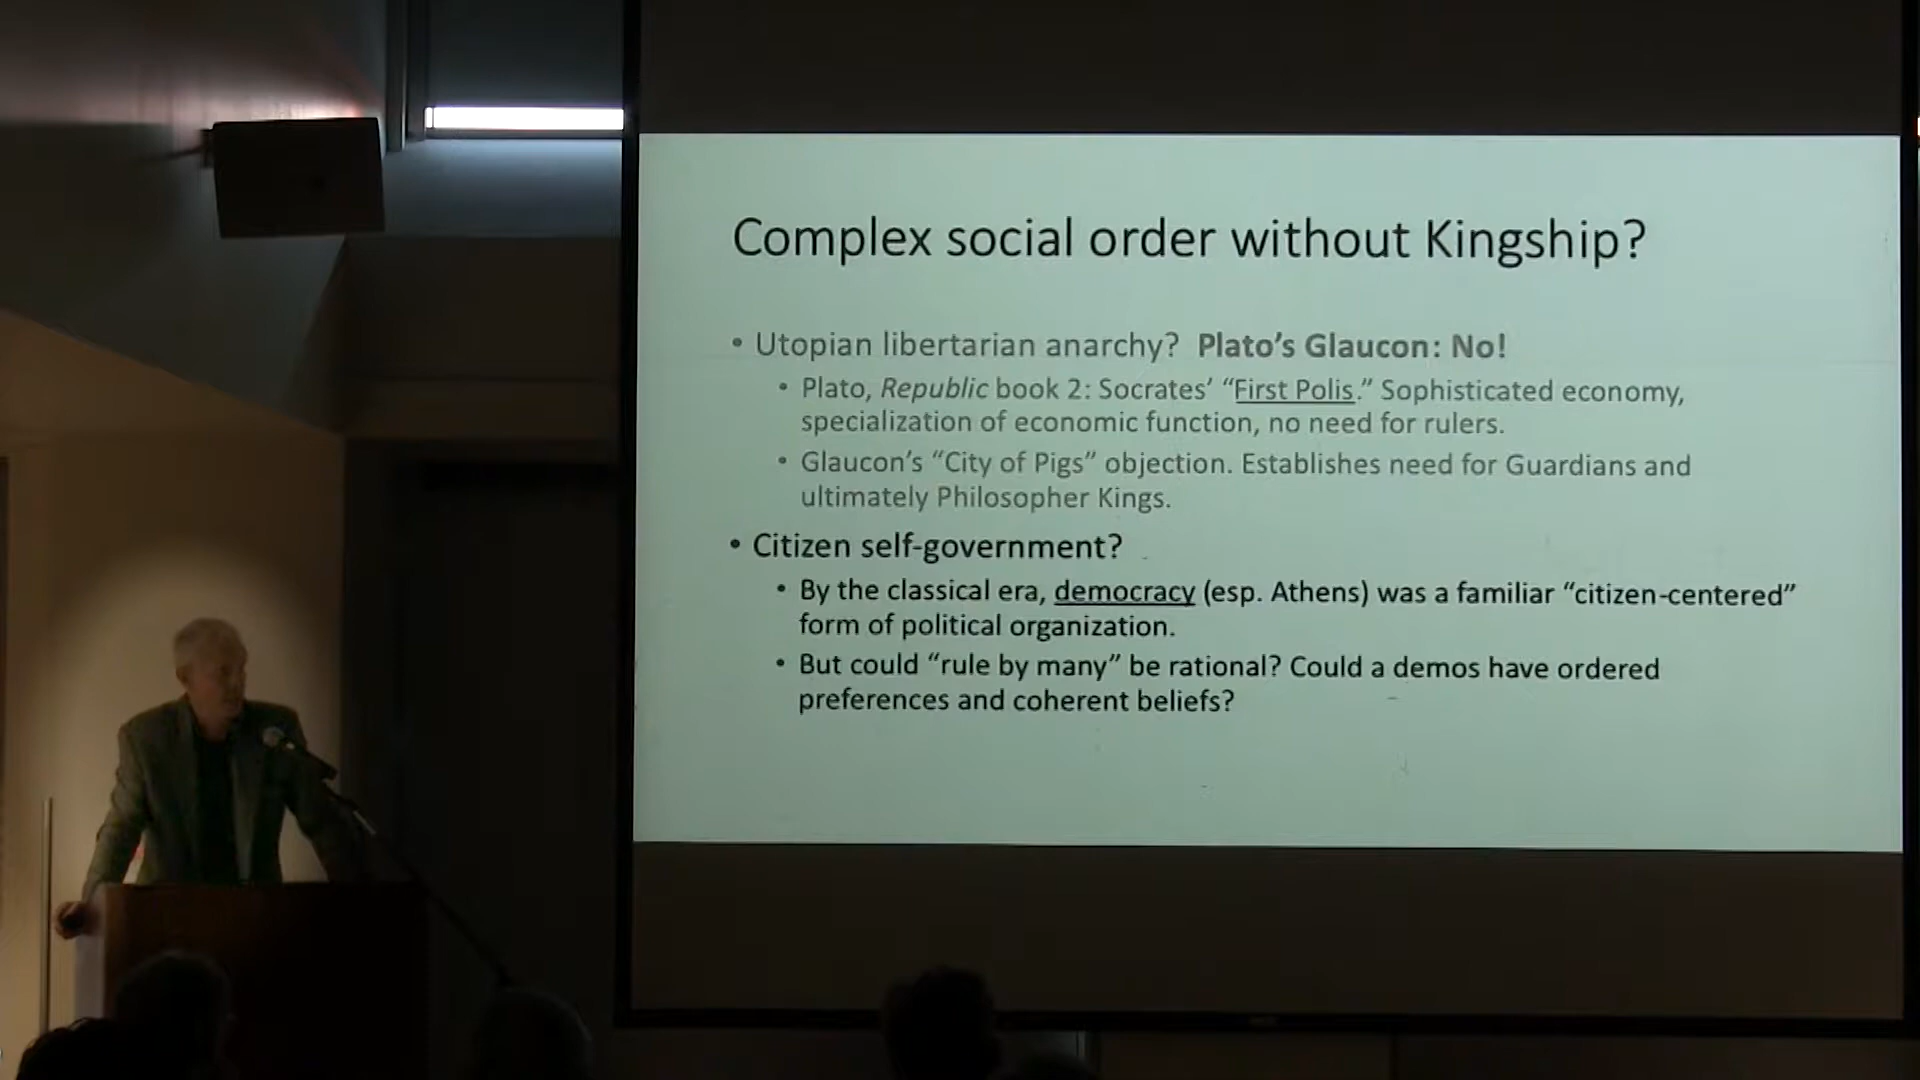 Complex social order without Kingship?
• Utopian libertarian anarchy? Plato’s Glaucon: No!
• Plato, Republic book 2: Socrates’ “First Polis.” Sophisticated economy,
specialization of economic function, no need for rulers.
• Glaucon’s “City of Pigs” objection. Establishes need for Guardians and
ultimately Philosopher Kings.
• Citizen self-government?
• By the classical era, democracy (esp. Athens) was a familiar “citizen-centered”
form of political organization.
• But could “rule by many” be rational? Could a demos have ordered
preferences and coherent beliefs?